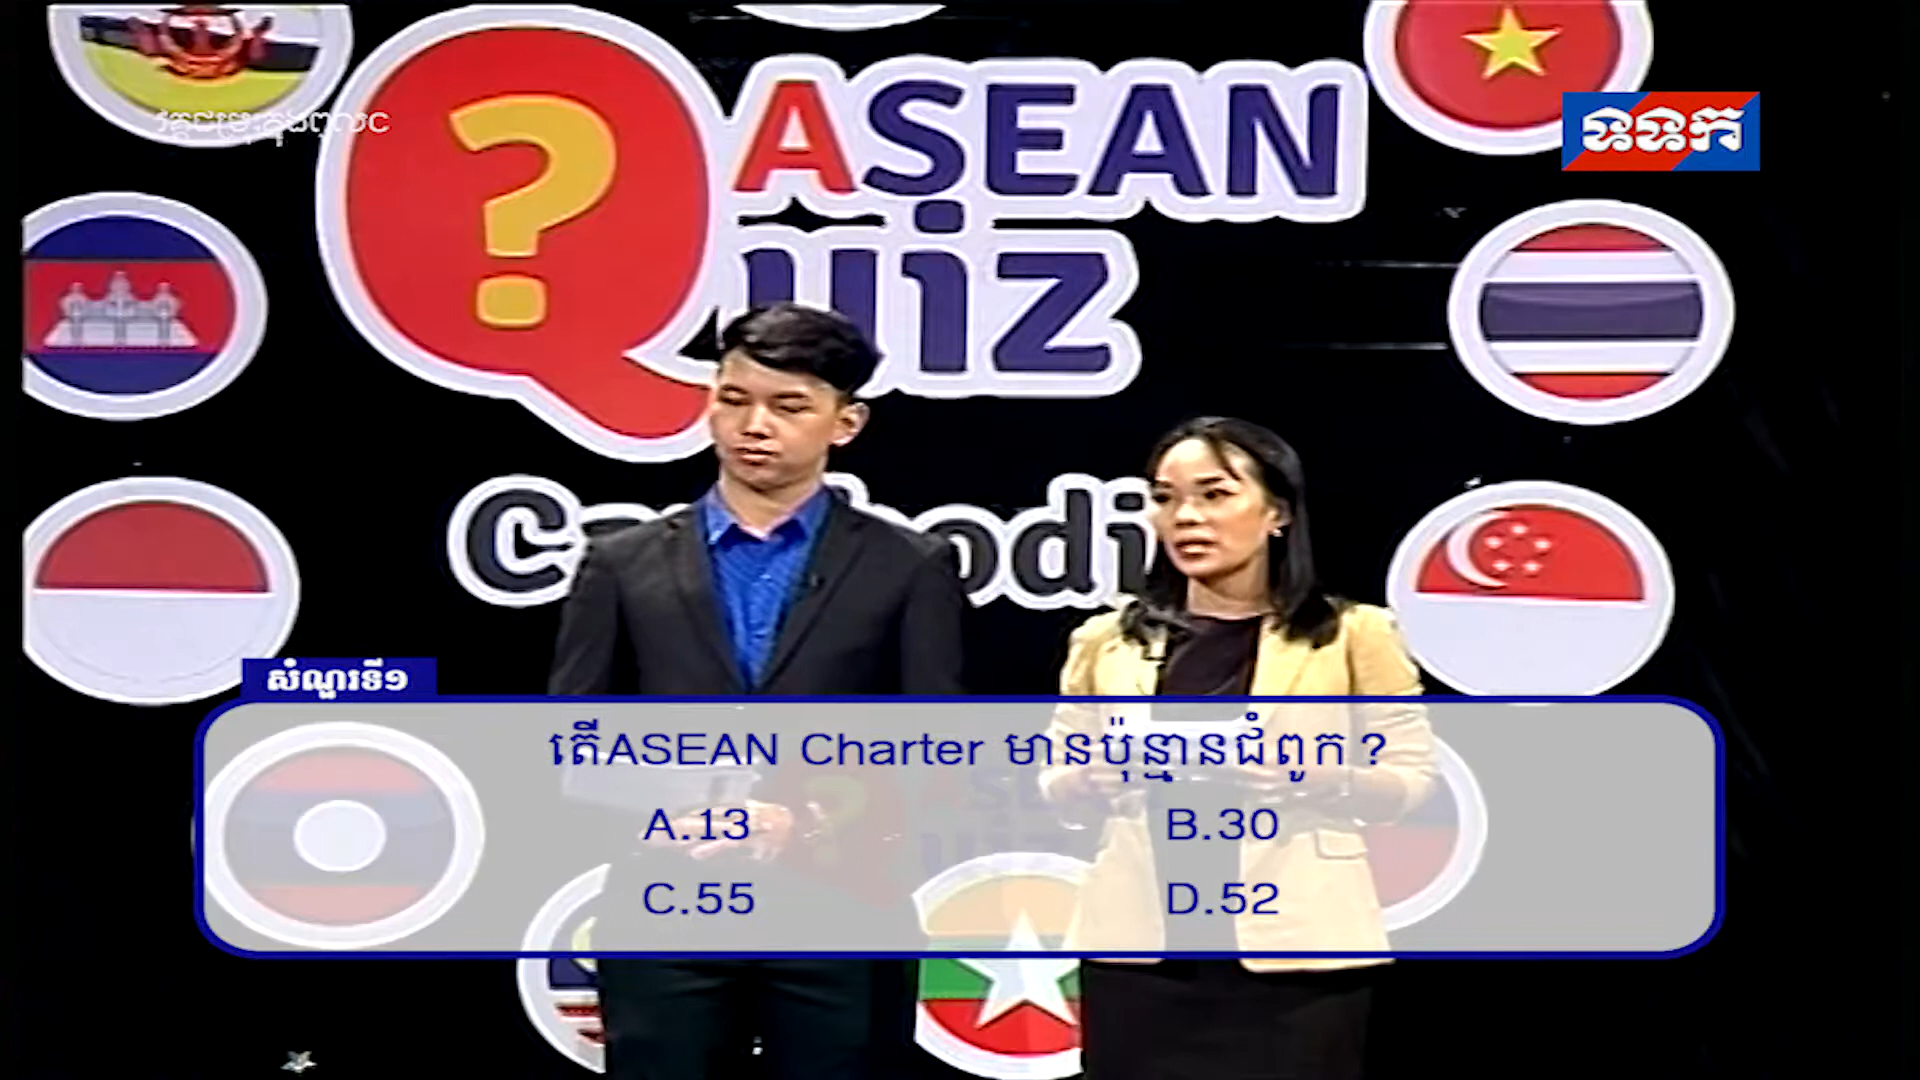 ASEAN
QUIZ
ទទក
សំណួរទី១
តើASEAN Charter មានប៉ុន្មានជំពូក?
A.13
B.30
C.55
D.52